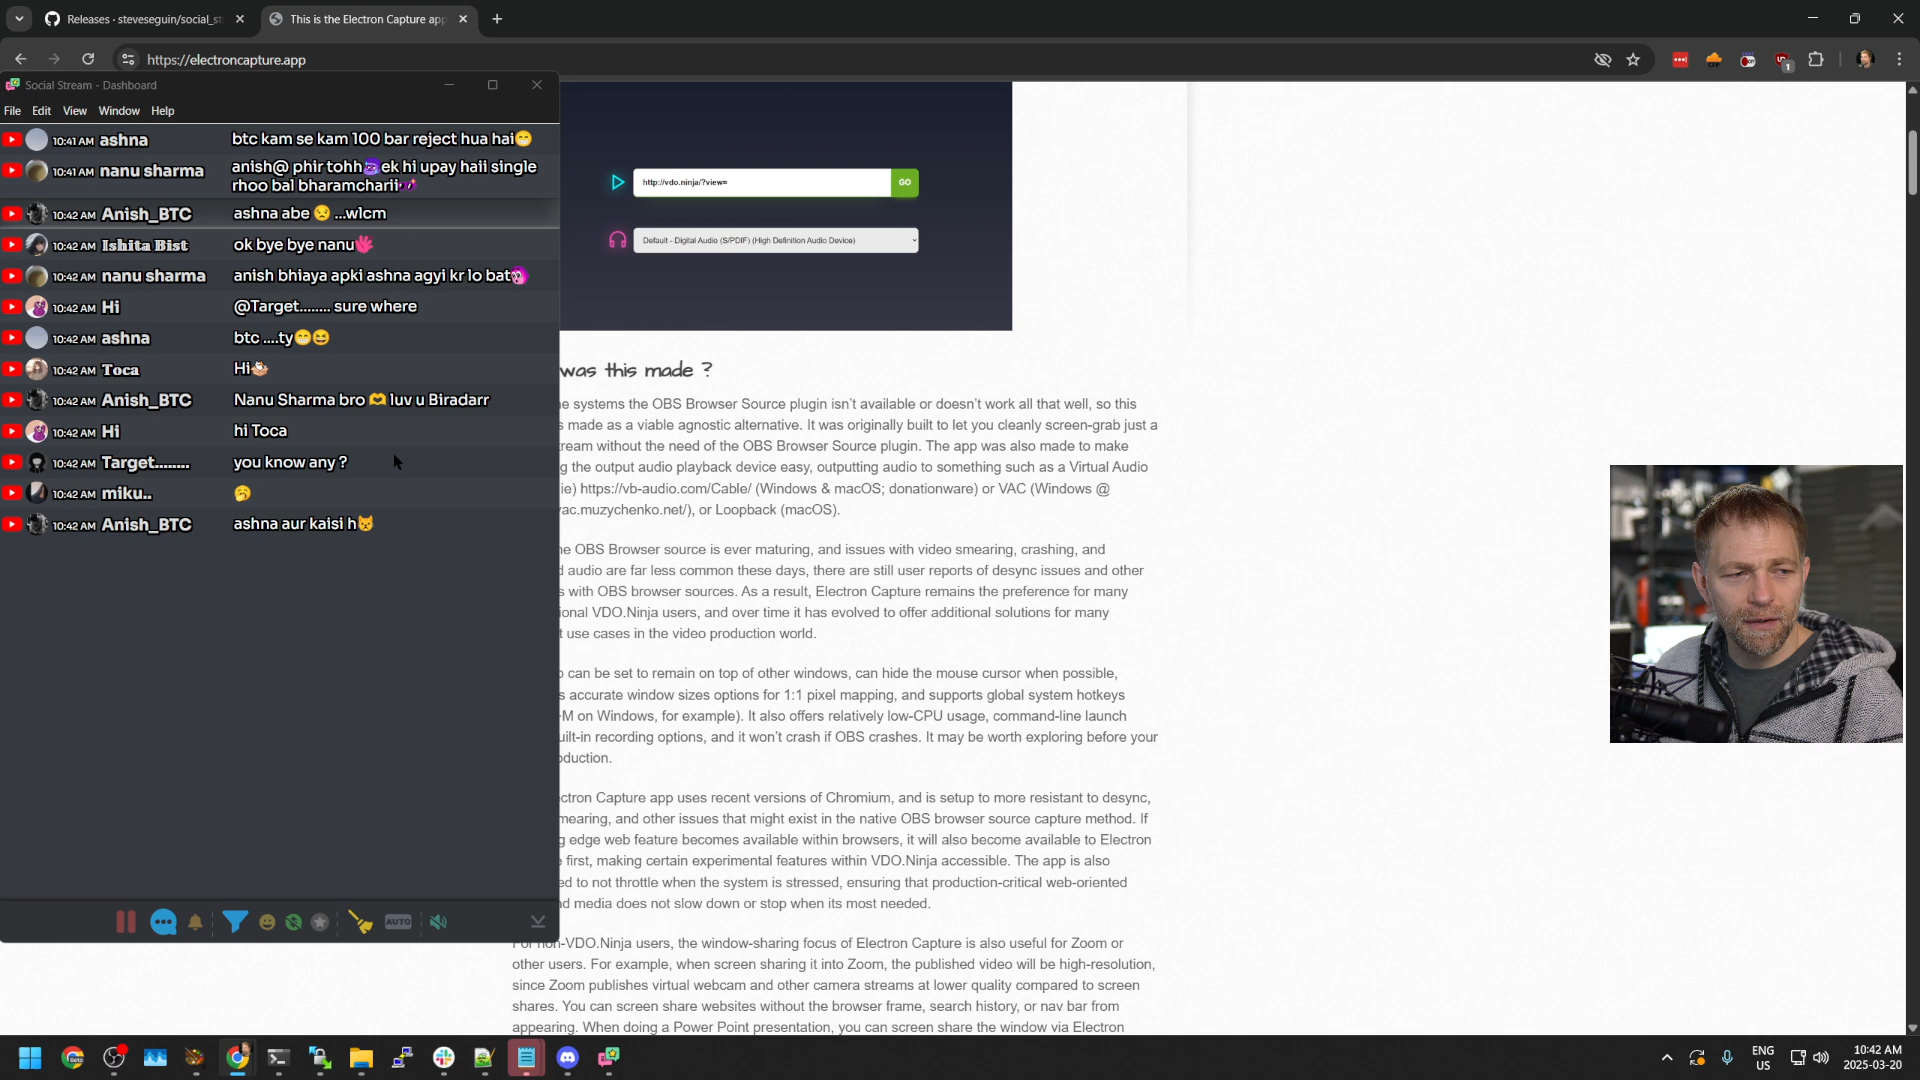 Releases · steveseguin/social_st
This is the Electron Capture app
https://electroncapture.app
1
Social Stream - Dashboard
File Edit View Window Help
10:41 AM ashna btc kam se kam 100 bar reject hua hai😁
10:41 AM nanu sharma anish@ phir tohh ek hi upay haii single
rhoo bal bharamcharii
10:42 AM Anish_BTC ashna abe 😒 ...wlcm
10:42 AM Ishita Bist ok bye bye nanu
10:42 AM nanu sharma anish bhiaya apki ashna agyi kr lo bat
10:42 AM Hi @Target........ sure where
10:42 AM ashna btc ....ty😁😆
10:42 AM Toca Hi
10:42 AM Anish_BTC Nanu Sharma bro 🫶 luv u Biradarr
10:42 AM Hi hi Toca
10:42 AM Target........ you know any ?
10:42 AM miku.. 🥱
10:42 AM Anish_BTC ashna aur kaisi h😼
AUTO
http://vdo.ninja/?view=
GO
Default - Digital Audio (S/PDIF) (High Definition Audio Device)
was this made ?
e systems the OBS Browser Source plugin isn't available or doesn't work all that well, so this
s made as a viable agnostic alternative. It was originally built to let you cleanly screen-grab just a
ream without the need of the OBS Browser Source plugin. The app was also made to make
g the output audio playback device easy, outputting audio to something such as a Virtual Audio
ie) https://vb-audio.com/Cable/ (Windows & macOS; donationware) or VAC (Windows @
vac.muzychenko.net/), or Loopback (macOS).
e OBS Browser source is ever maturing, and issues with video smearing, crashing, and
d audio are far less common these days, there are still user reports of desync issues and other
s with OBS browser sources. As a result, Electron Capture remains the preference for many
ional VDO.Ninja users, and over time it has evolved to offer additional solutions for many
t use cases in the video production world.
o can be set to remain on top of other windows, can hide the mouse cursor when possible,
s accurate window sizes options for 1:1 pixel mapping, and supports global system hotkeys
-M on Windows, for example). It also offers relatively low-CPU usage, command-line launch
uilt-in recording options, and it won't crash if OBS crashes. It may be worth exploring before your
oduction.
ctron Capture app uses recent versions of Chromium, and is setup to more resistant to desync,
mearing, and other issues that might exist in the native OBS browser source capture method. If
g edge web feature becomes available within browsers, it will also become available to Electron
e first, making certain experimental features within VDO.Ninja accessible. The app is also
ed to not throttle when the system is stressed, ensuring that production-critical web-oriented
nd media does not slow down or stop when its most needed.
For non-VDO.Ninja users, the window-sharing focus of Electron Capture is also useful for Zoom or
other users. For example, when screen sharing it into Zoom, the published video will be high-resolution,
since Zoom publishes virtual webcam and other camera streams at lower quality compared to screen
shares. You can screen share websites without the browser frame, search history, or nav bar from
appearing. When doing a Power Point presentation, you can screen share the window via Electron
ENG
US
10:42 AM
2025-03-20